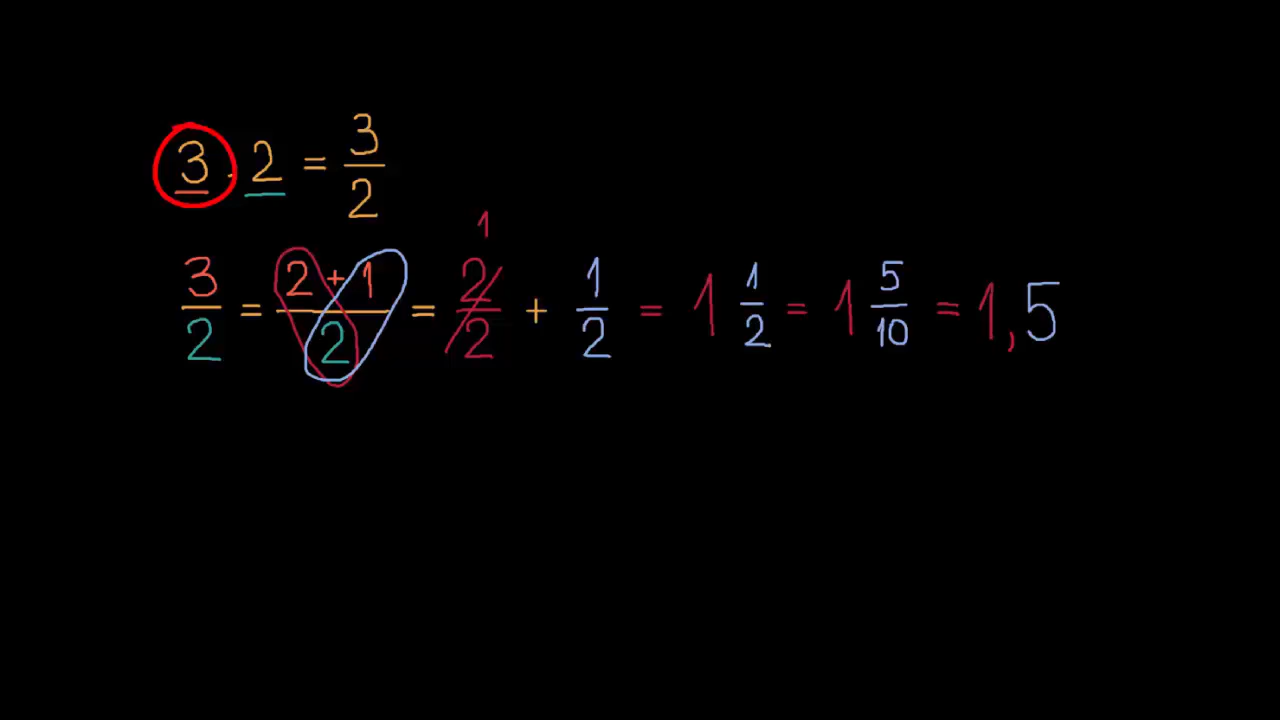 3 . 2 = 3/2
3/2 = (2 + 1)/2 = 2/2 1 + 1/2 = 1 1/2 = 1 5/10 = 1,5